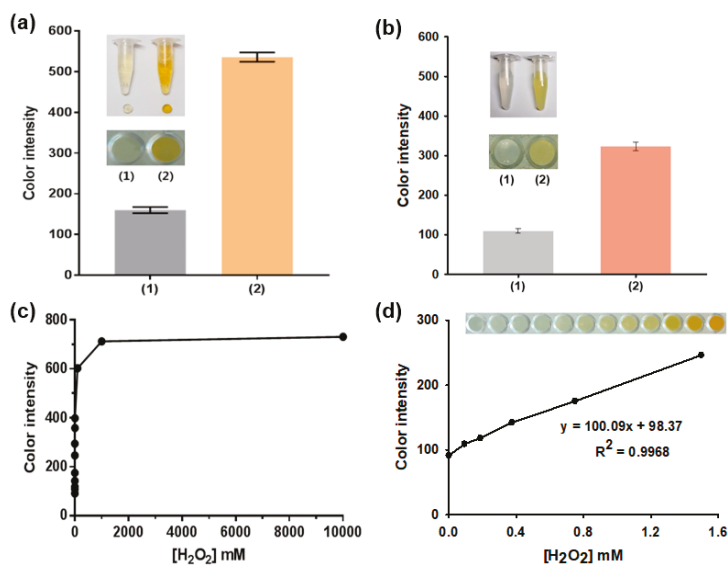 (a)
600
500
400
300
200
100
0
Color intensity
(1) (2)
(1) (2)
(b)
600
500
400
300
200
100
0
Color intensity
(1) (2)
(1) (2)
(c)
800
600
400
200
0
Color intensity
0 2000 4000 6000 8000 10000
[H₂O₂] mM
(d)
300
200
100
0
Color intensity
y = 100.09x + 98.37
R² = 0.9968
0.0 0.4 0.8 1.2 1.6
[H₂O₂] mM